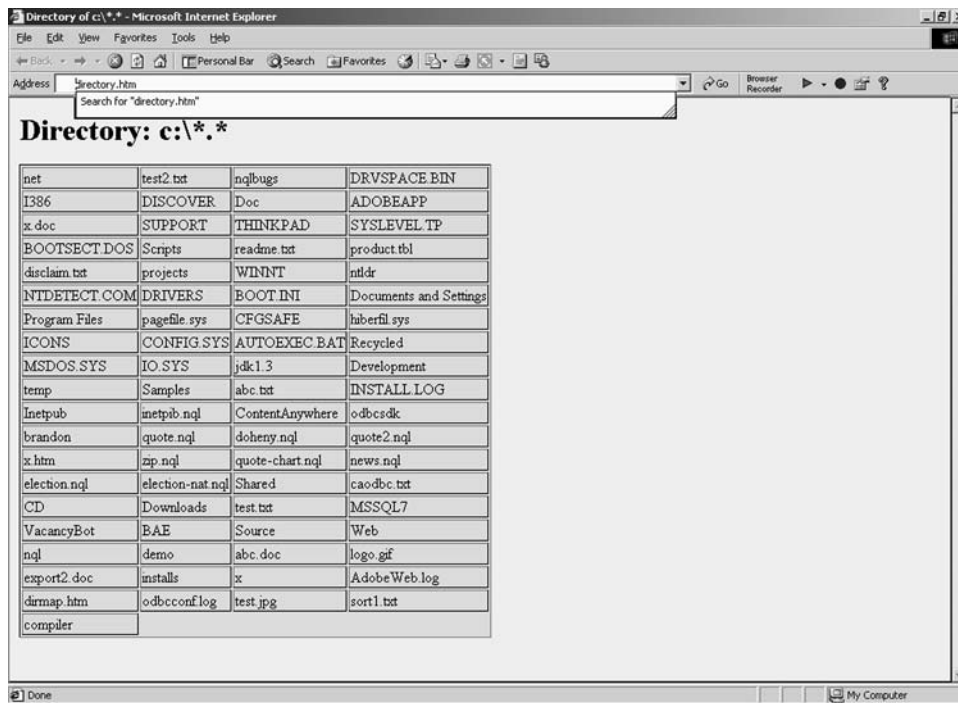 Directory of c:\*.* - Microsoft Internet Explorer
File Edit View Favorites Tools Help
Back Personal Bar Search Favorites
Address directory.htm Go Browser Recorder
Search for "directory.htm"
Directory: c:\*.*
net test2.txt nqlbugs DRVSPACE.BIN
I386 DISCOVER Doc ADOBEAPP
x.doc SUPPORT THINKPAD SYSLEVEL.TP
BOOTSECT.DOS Scripts readme.txt product.tbl
disclaim.txt projects WINNT ntldr
NTDETECT.COM DRIVERS BOOT.INI Documents and Settings
Program Files pagefile.sys CFGSAFE hiberfil.sys
ICONS CONFIG.SYS AUTOEXEC.BAT Recycled
MSDOS.SYS IO.SYS jdk1.3 Development
temp Samples abc.txt INSTALL.LOG
Inetpub inetpib.nql ContentAnywhere odbcsdk
brandon quote.nql doheny.nql quote2.nql
x.htm zip.nql quote-chart.nql news.nql
election.nql election-nat.nql Shared caodbc.txt
CD Downloads test.txt MSSQL7
VacancyBot BAE Source Web
nql demo abc.doc logo.gif
export2.doc installs x AdobeWeb.log
dirmap.htm odbcconf.log test.jpg sort1.txt
compiler
Done My Computer